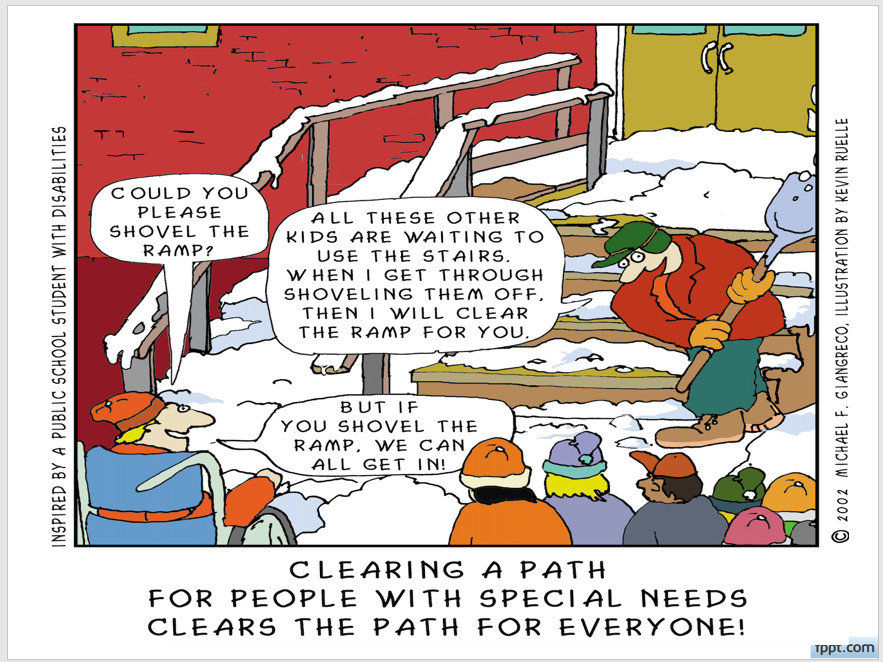 COULD YOU
PLEASE
SHOVEL THE
RAMP?
ALL THESE OTHER
KIDS ARE WAITING TO
USE THE STAIRS.
WHEN I GET THROUGH
SHOVELING THEM OFF,
THEN I WILL CLEAR
THE RAMP FOR YOU.
BUT IF
YOU SHOVEL THE
RAMP, WE CAN
ALL GET IN!
INSPIRED BY A PUBLIC SCHOOL STUDENT WITH DISABILITIES
© 2002 MICHAEL F. GIANGRECO, ILLUSTRATION BY KEVIN RUELLE
CLEARING A PATH
FOR PEOPLE WITH SPECIAL NEEDS
CLEARS THE PATH FOR EVERYONE!
fppt.com